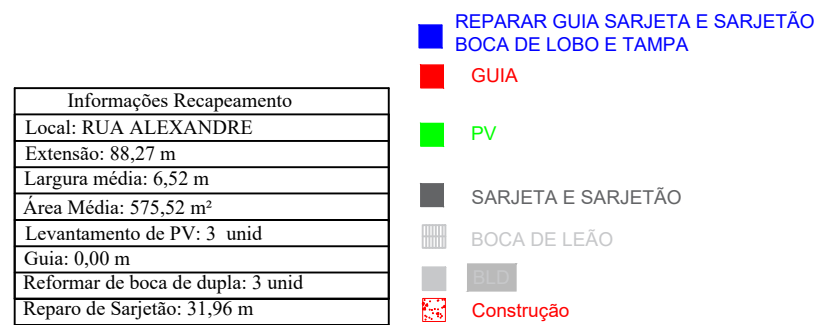 Informações Recapeamento
Local: RUA ALEXANDRE
Extensão: 88,27 m
Largura média: 6,52 m
Área Média: 575,52 m²
Levantamento de PV: 3 unid
Guia: 0,00 m
Reformar de boca de dupla: 3 unid
Reparo de Sarjetão: 31,96 m
REPARAR GUIA SARJETA E SARJETÃO
BOCA DE LOBO E TAMPA
GUIA
PV
SARJETA E SARJETÃO
BOCA DE LEÃO
BLD
Construção